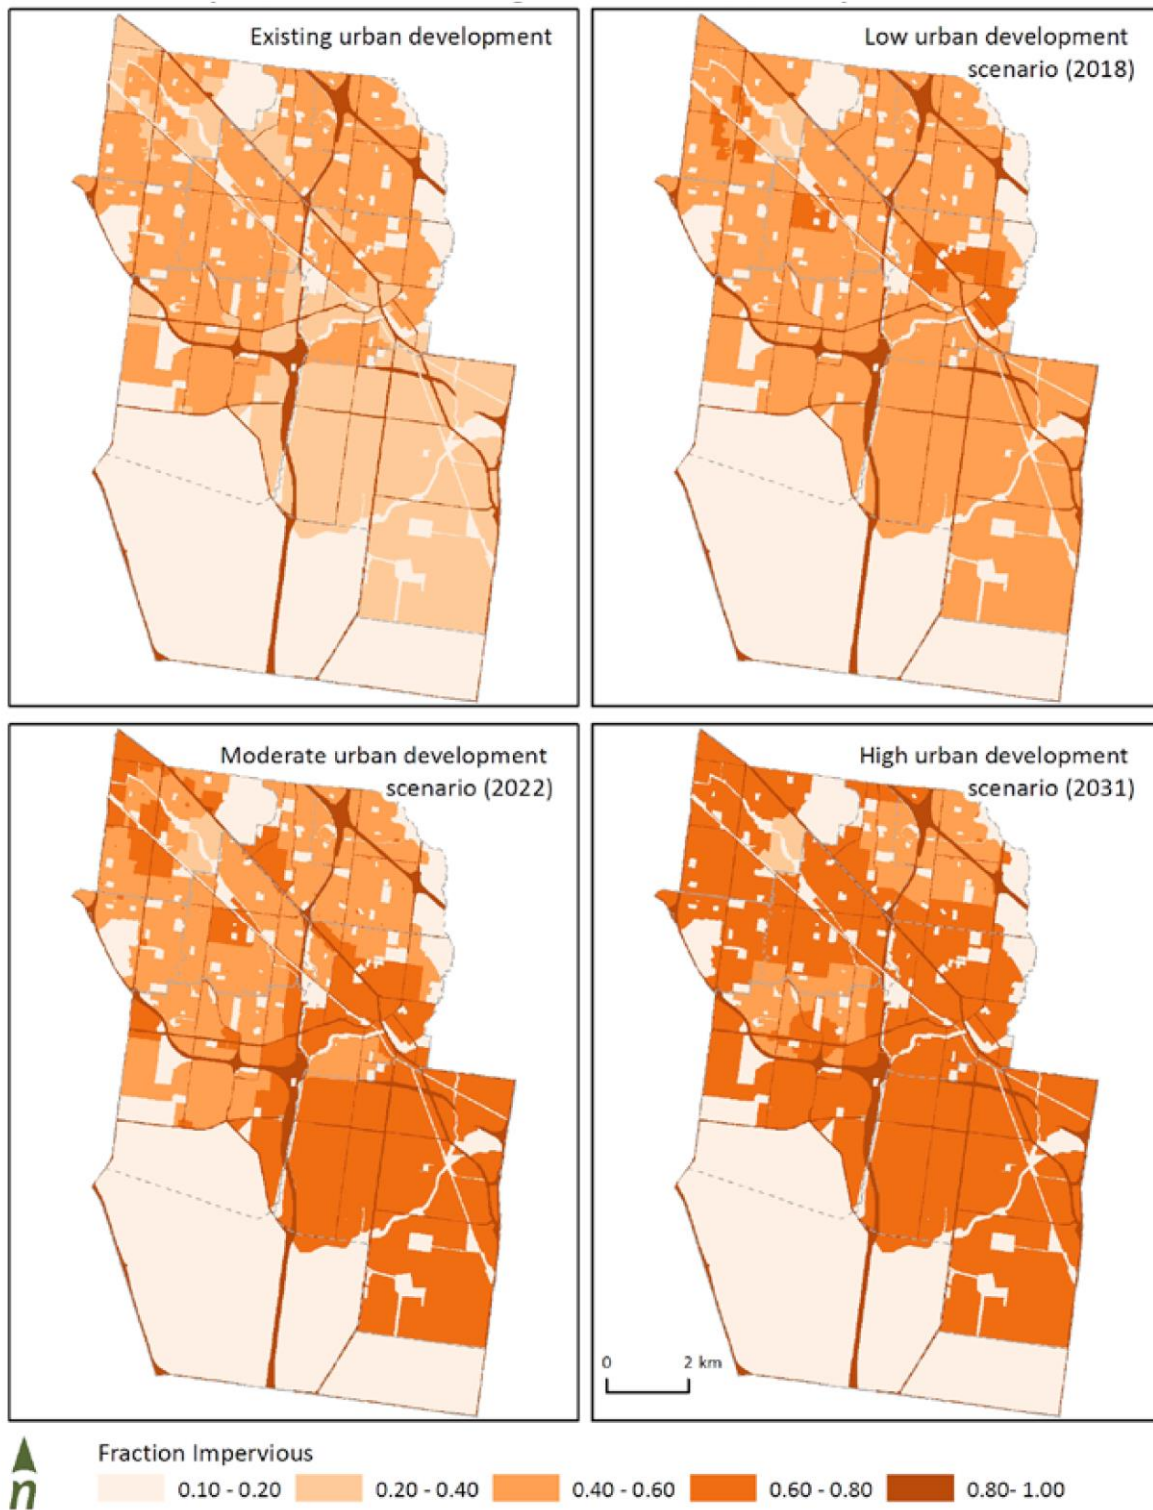 Existing urban development
Low urban development
scenario (2018)
Moderate urban development
scenario (2022)
High urban development
scenario (2031)
0 2 km
n
Fraction Impervious
0.10 - 0.20 0.20 - 0.40 0.40 - 0.60 0.60 - 0.80 0.80- 1.00